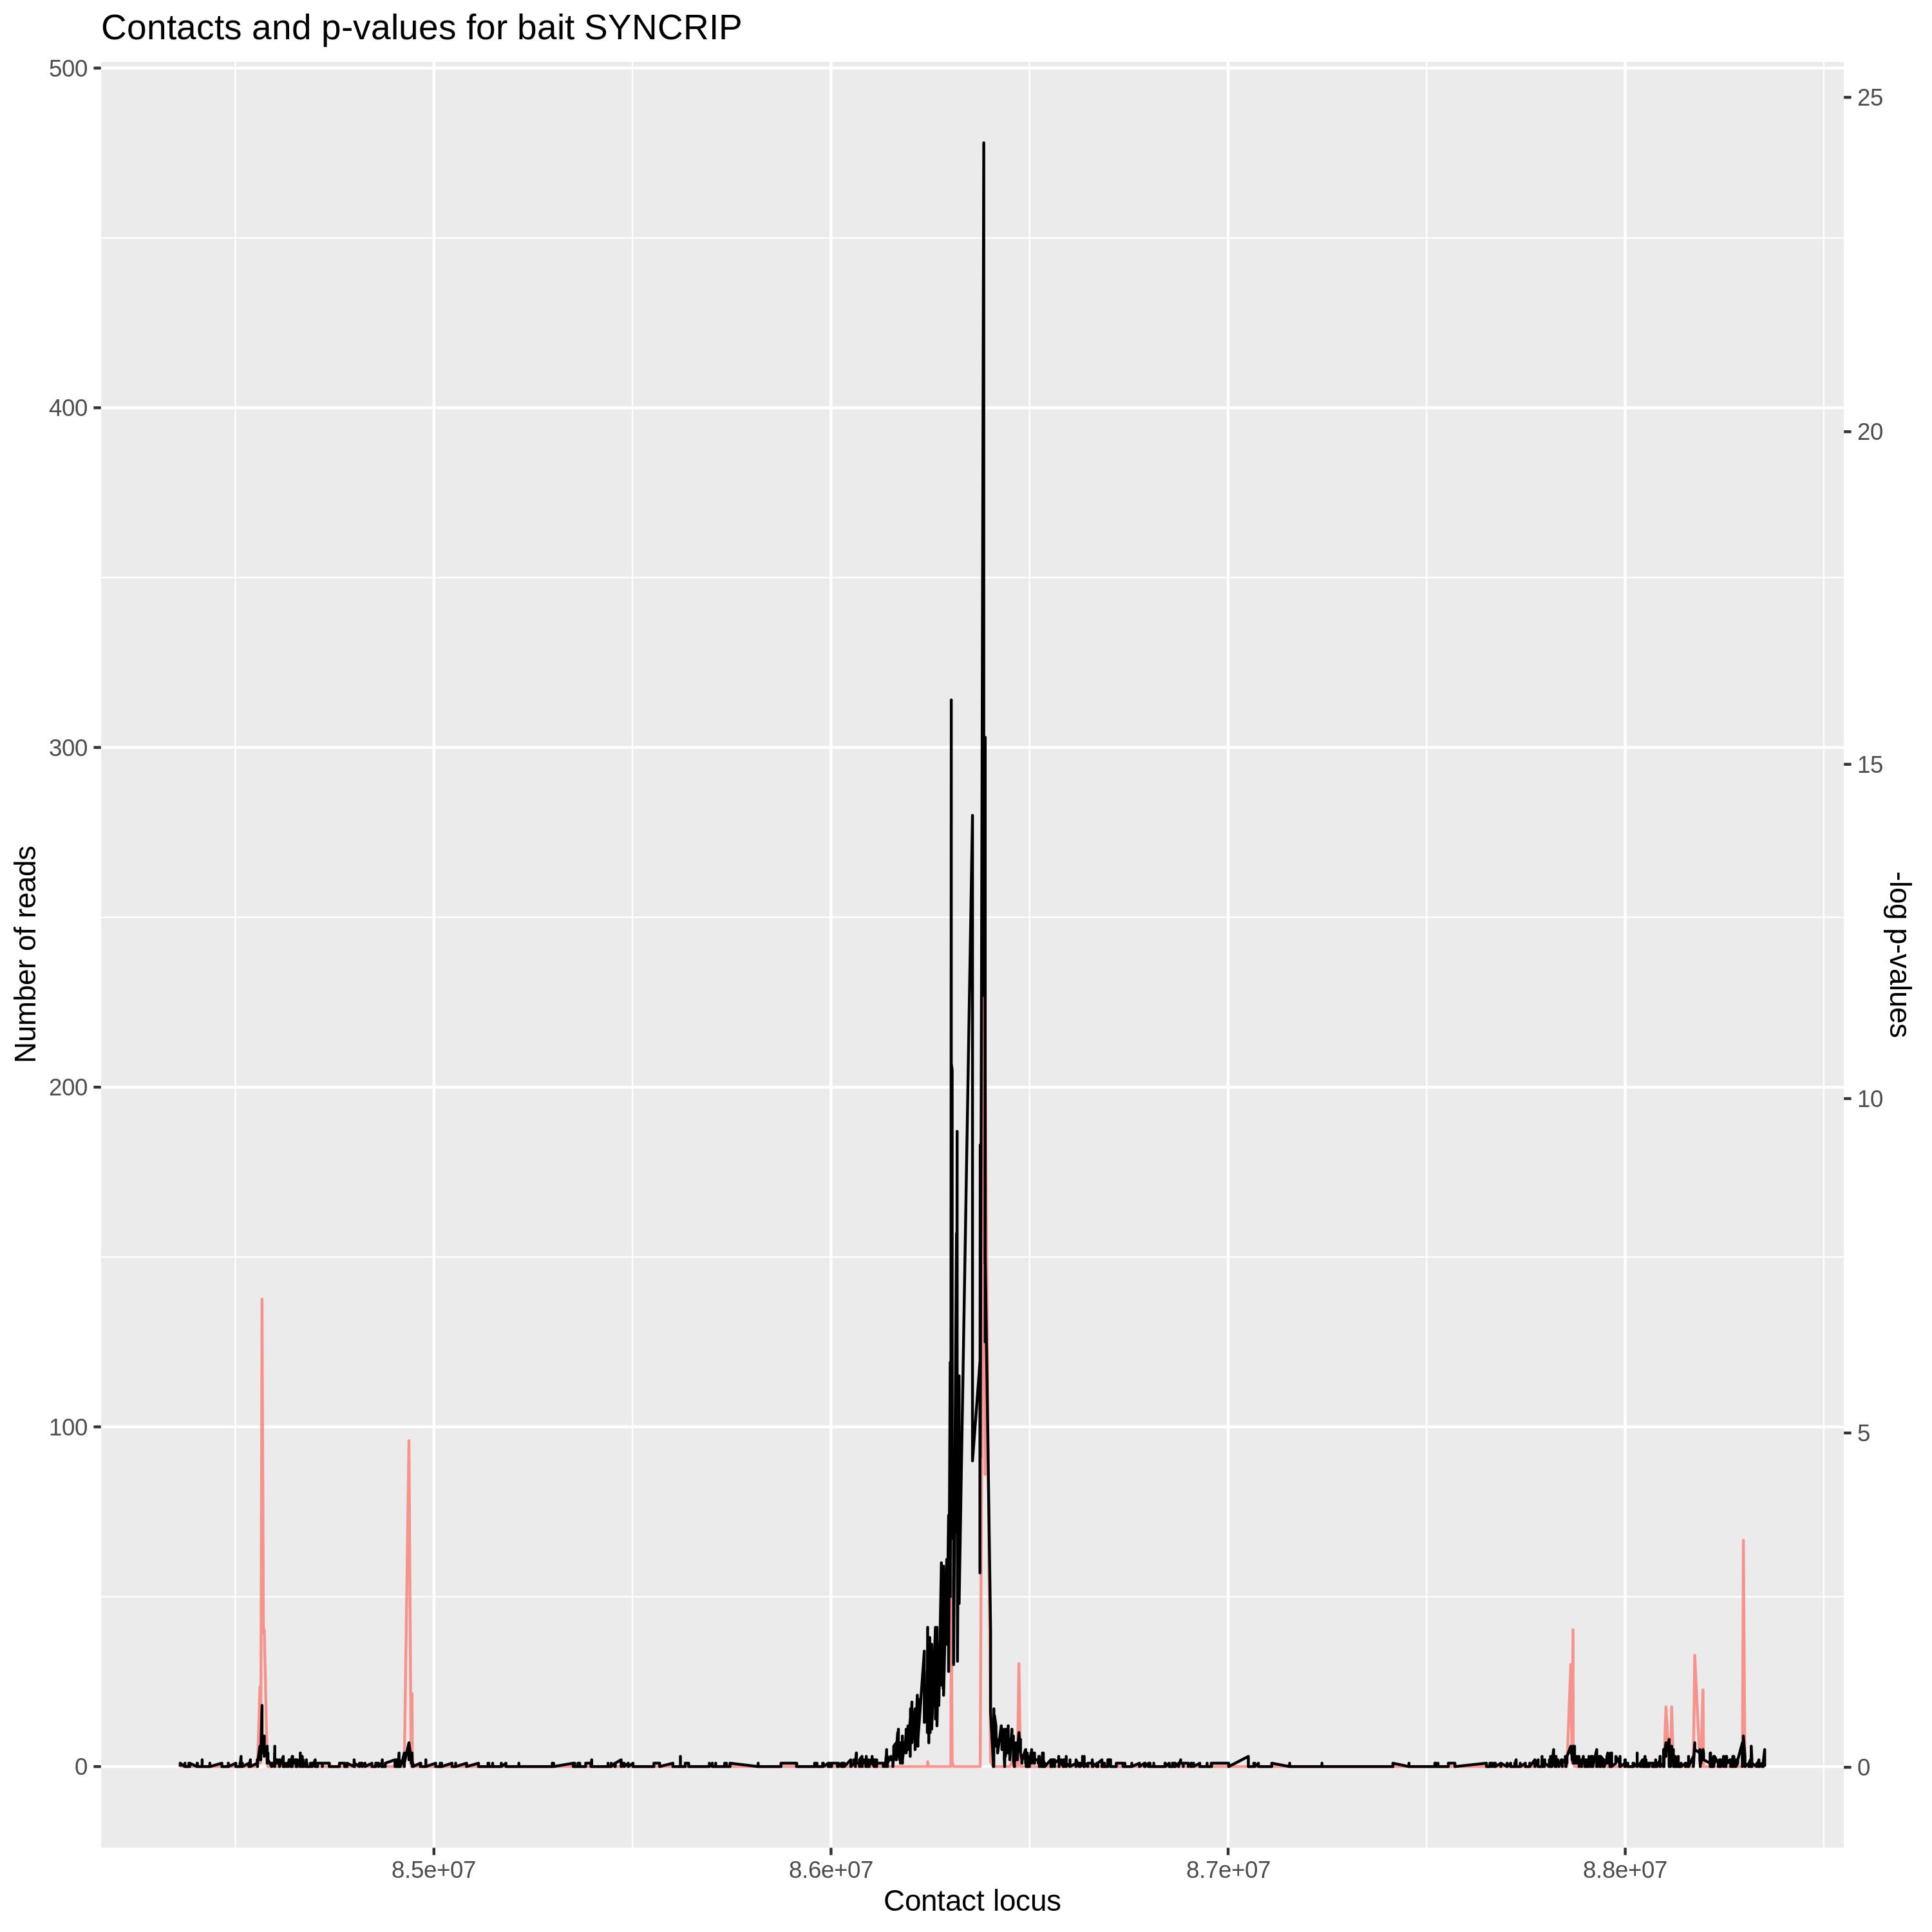 Contacts and p-values for bait SYNCRIP
500
400
300
200
100
0
Number of reads
25
20
15
10
5
0
-log p-values
8.5e+07
8.6e+07
8.7e+07
8.8e+07
Contact locus